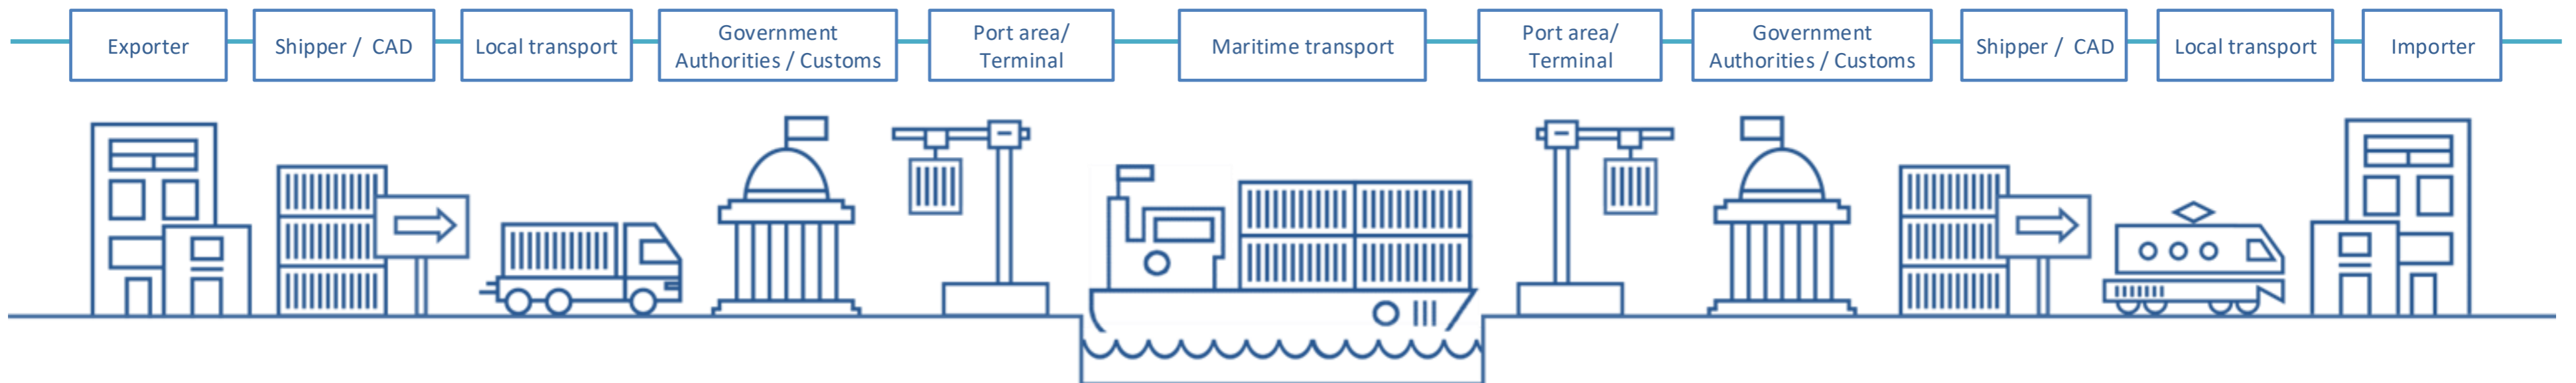 Exporter
Shipper / CAD
Local transport
Government
Authorities / Customs
Port area/
Terminal
Maritime transport
Port area/
Terminal
Government
Authorities / Customs
Shipper / CAD
Local transport
Importer